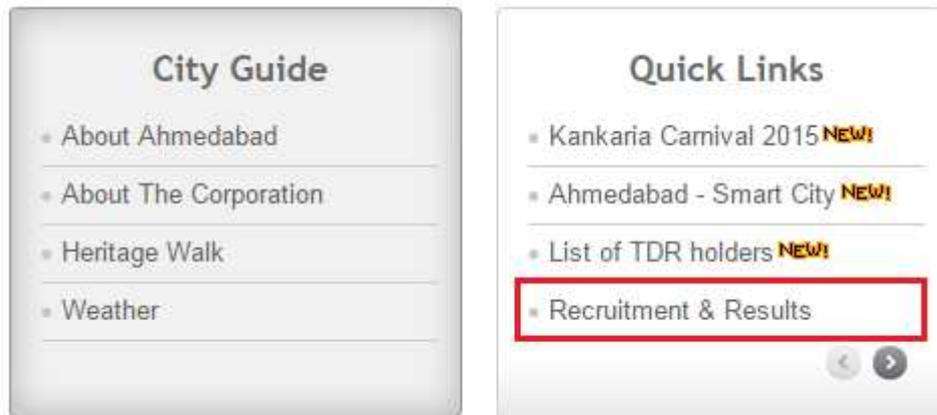 City Guide
About Ahmedabad
About The Corporation
Heritage Walk
Weather
Quick Links
Kankaria Carnival 2015 NEW!
Ahmedabad - Smart City NEW!
List of TDR holders NEW!
Recruitment & Results